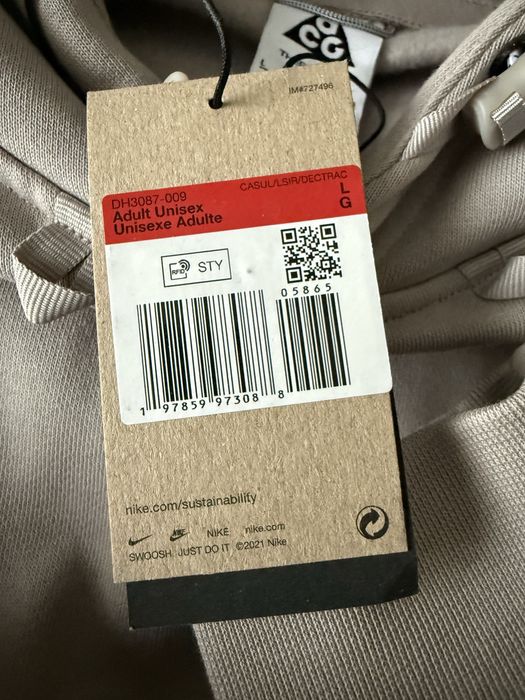 IM#727496
DH3087-009
CASUL/LSIR/DECTRAC
Adult Unisex
L
Unisexe Adulte
G
RFID
STY
05865
1 97859 97308 8
nike.com/sustainability
NIKE
NIKE
nike.com
SWOOSH JUST DO IT ©2021 Nike